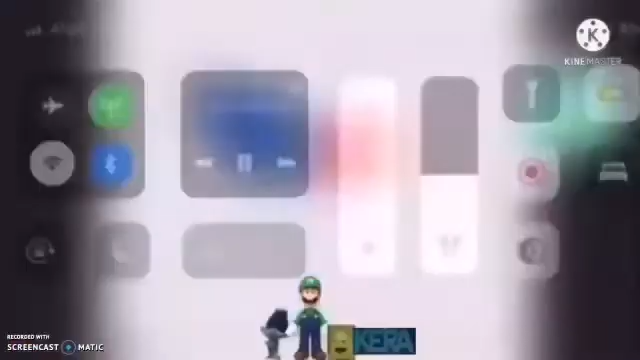 K
KINEMASTER
KERA
RECORDED WITH
SCREENCAST MATIC